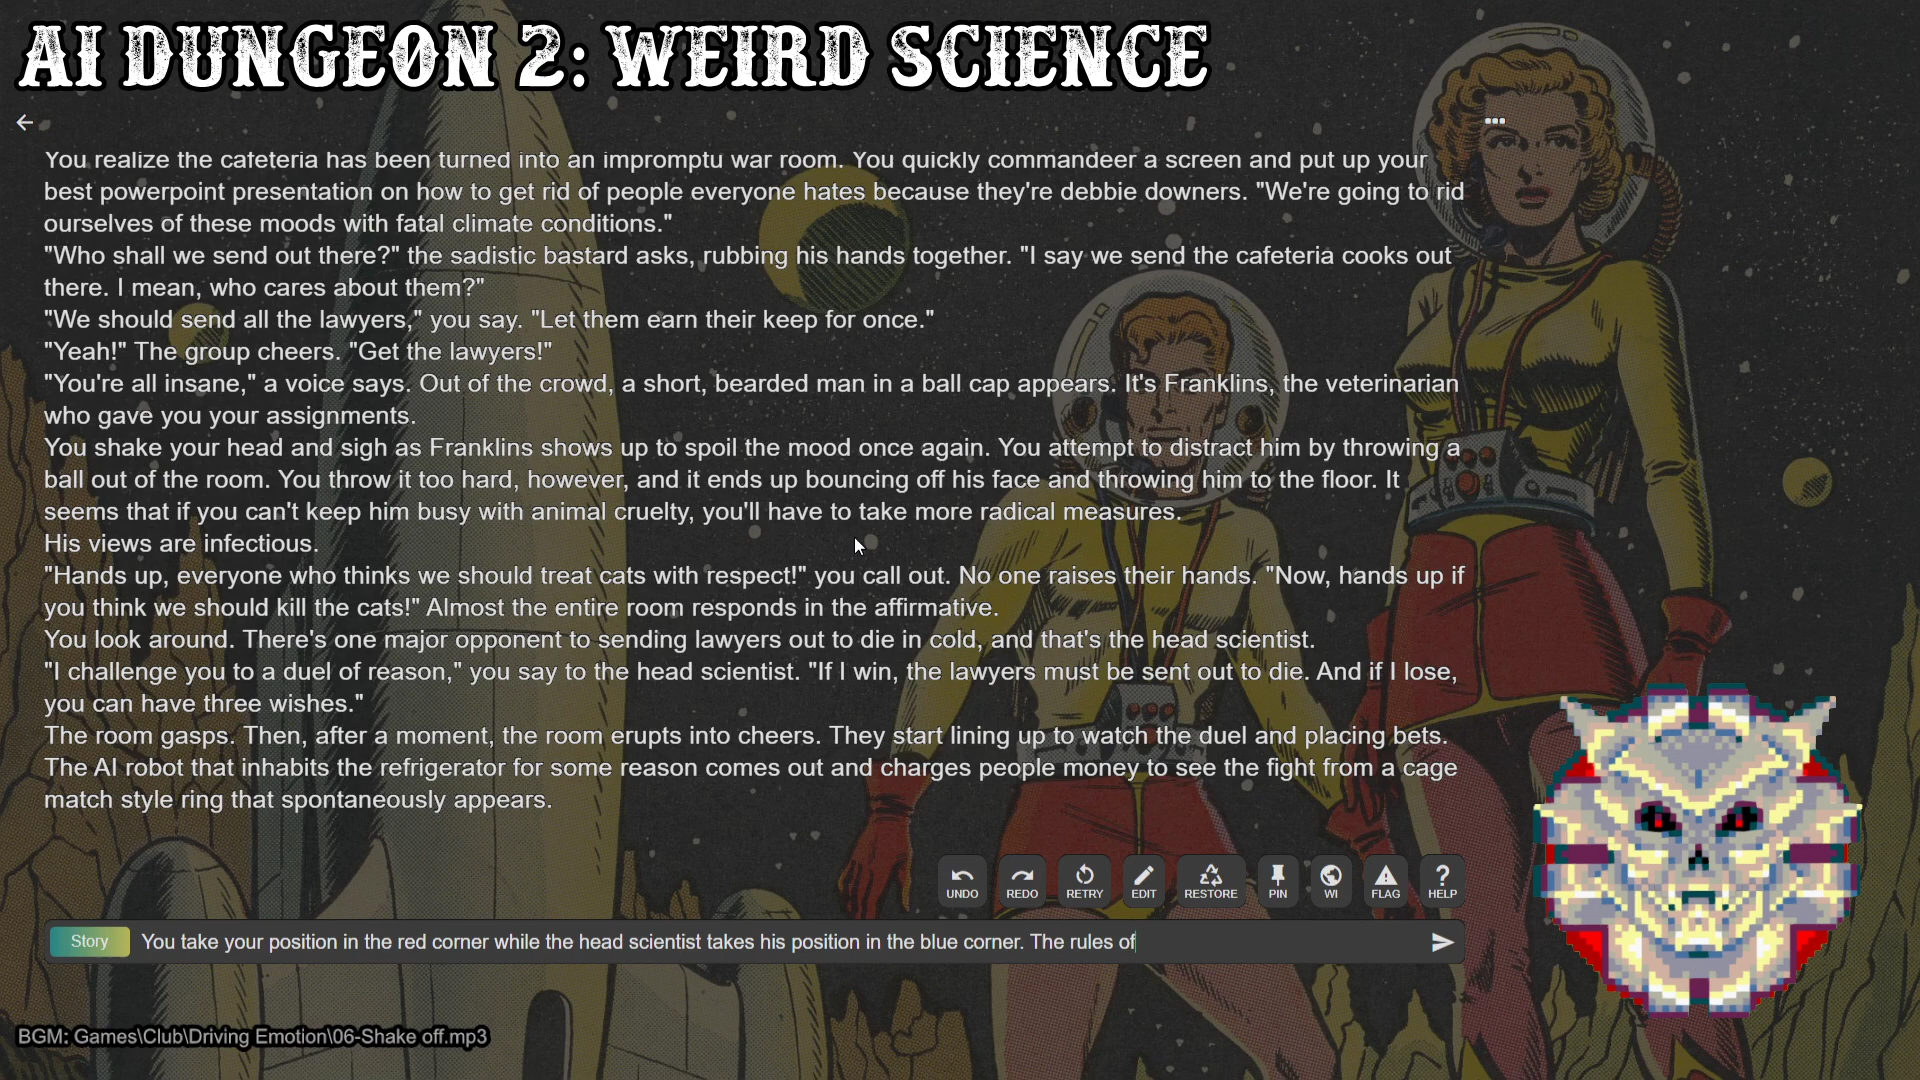 AI DUNGEON 2: WEIRD SCIENCE
You realize the cafeteria has been turned into an impromptu war room. You quickly commandeer a screen and put up your
best powerpoint presentation on how to get rid of people everyone hates because they're debbie downers. "We're going to rid
ourselves of these moods with fatal climate conditions."
"Who shall we send out there?" the sadistic bastard asks, rubbing his hands together. "I say we send the cafeteria cooks out
there. I mean, who cares about them?"
"We should send all the lawyers," you say. "Let them earn their keep for once."
"Yeah!" The group cheers. "Get the lawyers!"
"You're all insane," a voice says. Out of the crowd, a short, bearded man in a ball cap appears. It's Franklins, the veterinarian
who gave you your assignments.
You shake your head and sigh as Franklins shows up to spoil the mood once again. You attempt to distract him by throwing a
ball out of the room. You throw it too hard, however, and it ends up bouncing off his face and throwing him to the floor. It
seems that if you can't keep him busy with animal cruelty, you'll have to take more radical measures.
His views are infectious.
"Hands up, everyone who thinks we should treat cats with respect!" you call out. No one raises their hands. "Now, hands up if
you think we should kill the cats!" Almost the entire room responds in the affirmative.
You look around. There's one major opponent to sending lawyers out to die in cold, and that's the head scientist.
"I challenge you to a duel of reason," you say to the head scientist. "If I win, the lawyers must be sent out to die. And if I lose,
you can have three wishes."
The room gasps. Then, after a moment, the room erupts into cheers. They start lining up to watch the duel and placing bets.
The AI robot that inhabits the refrigerator for some reason comes out and charges people money to see the fight from a cage
match style ring that spontaneously appears.
UNDO REDO RETRY EDIT RESTORE PIN WI FLAG HELP
Story You take your position in the red corner while the head scientist takes his position in the blue corner. The rules of
BGM: Games\Club\Driving Emotion\06-Shake off.mp3